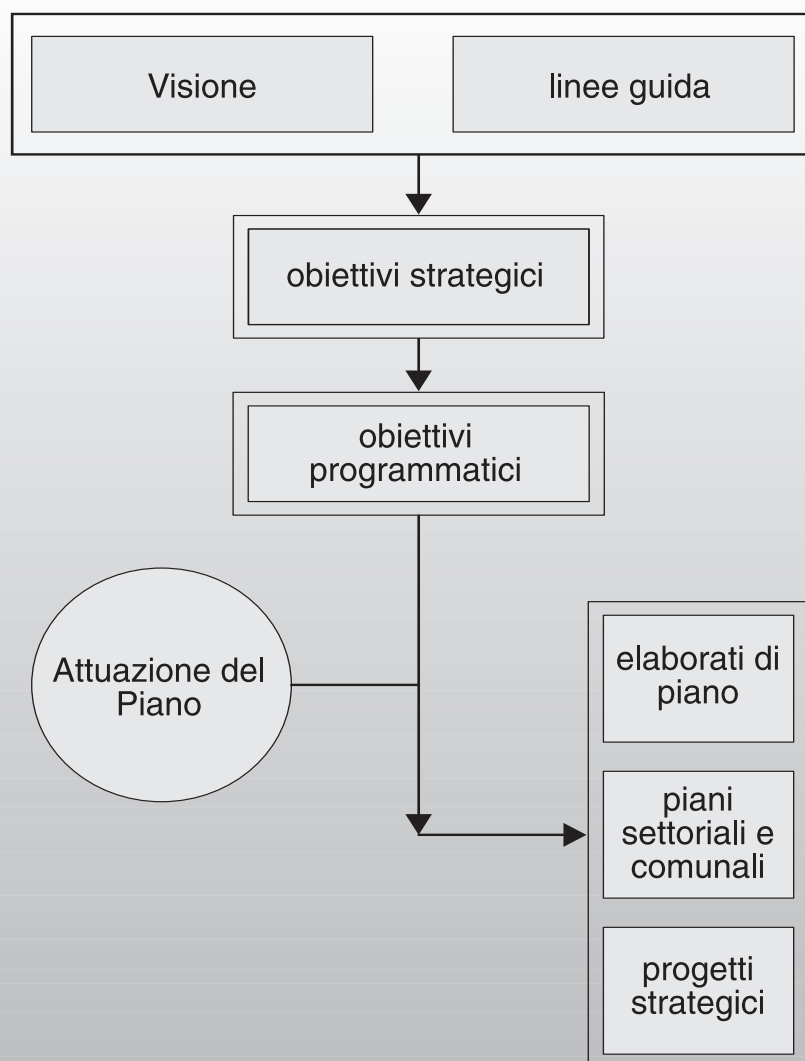 Visione
linee guida
obiettivi strategici
obiettivi
programmatici
Attuazione del
Piano
elaborati di
piano
piani
settoriali e
comunali
progetti
strategici